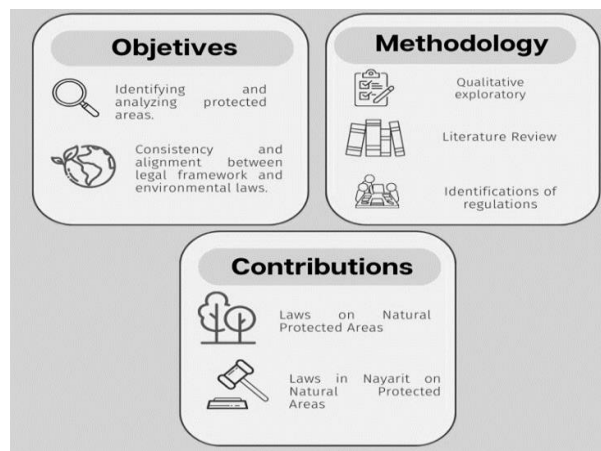 Objetives
Identifying and
analyzing protected
areas.
Consistency and
alignment between
legal framework and
environmental laws.
Methodology
Qualitative
exploratory
Literature Review
Identifications of
regulations
Contributions
Laws on Natural
Protected Areas
Laws in Nayarit on
Natural Protected
Areas